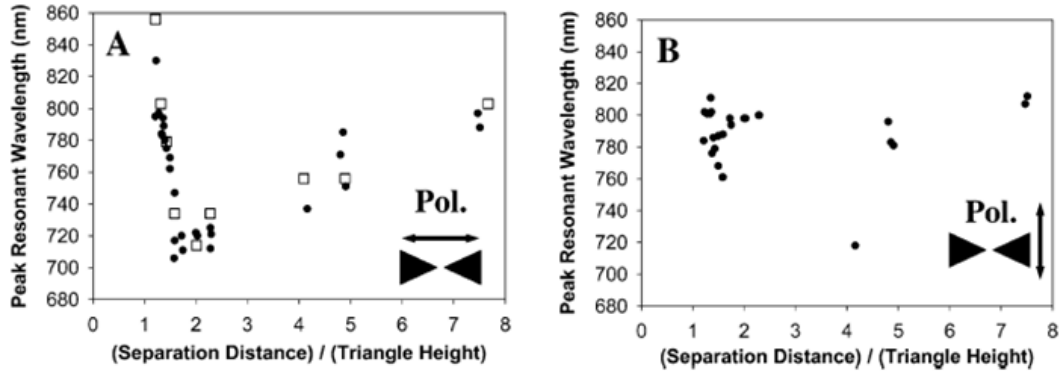 A
Peak Resonant Wavelength (nm)
860
840
820
800
780
760
740
720
700
680
0 1 2 3 4 5 6 7 8
(Separation Distance) / (Triangle Height)
Pol.
B
Peak Resonant Wavelength (nm)
860
840
820
800
780
760
740
720
700
680
0 1 2 3 4 5 6 7 8
(Separation Distance) / (Triangle Height)
Pol.